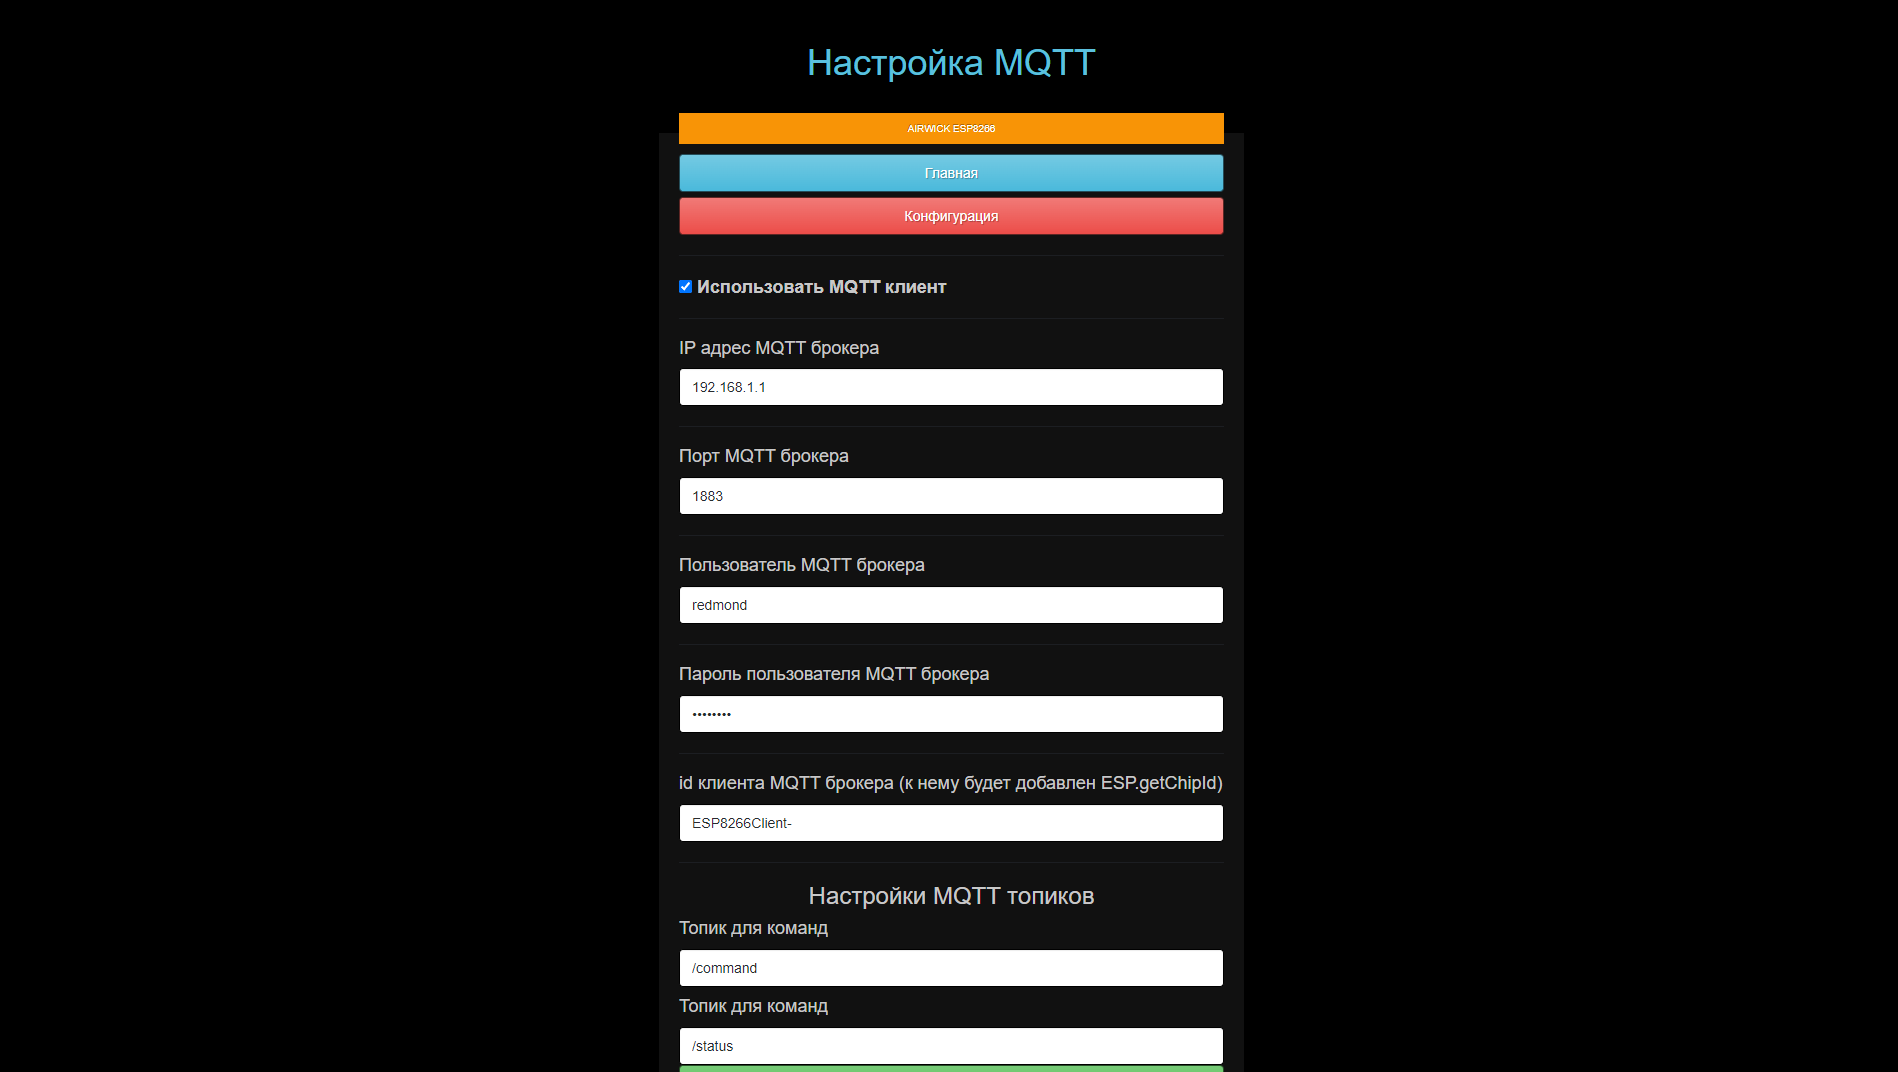 Настройка MQTT
AIRWICK ESP8266
Главная
Конфигурация
Использовать MQTT клиент
IP адрес MQTT брокера
192.168.1.1
Порт MQTT брокера
1883
Пользователь MQTT брокера
redmond
Пароль пользователя MQTT брокера
••••••••
id клиента MQTT брокера (к нему будет добавлен ESP.getChipId)
ESP8266Client-
Настройки MQTT топиков
Топик для команд
/command
Топик для команд
/status